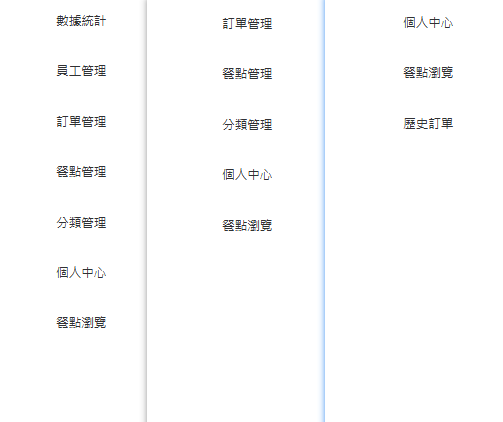 數據統計
員工管理
訂單管理
餐點管理
分類管理
個人中心
餐點瀏覽
訂單管理
餐點管理
分類管理
個人中心
餐點瀏覽
個人中心
餐點瀏覽
歷史訂單